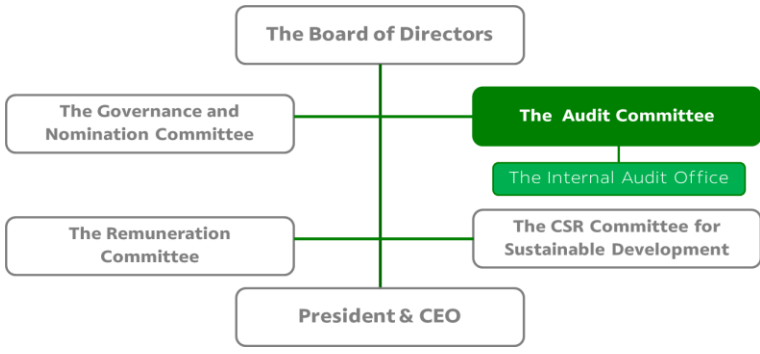 The Board of Directors
The Governance and
Nomination Committee
The Audit Committee
The Internal Audit Office
The Remuneration
Committee
The CSR Committee for
Sustainable Development
President & CEO